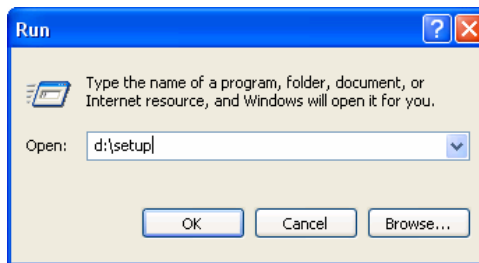 Run
Type the name of a program, folder, document, or
Internet resource, and Windows will open it for you.
Open: d:\setup
OK Cancel Browse...